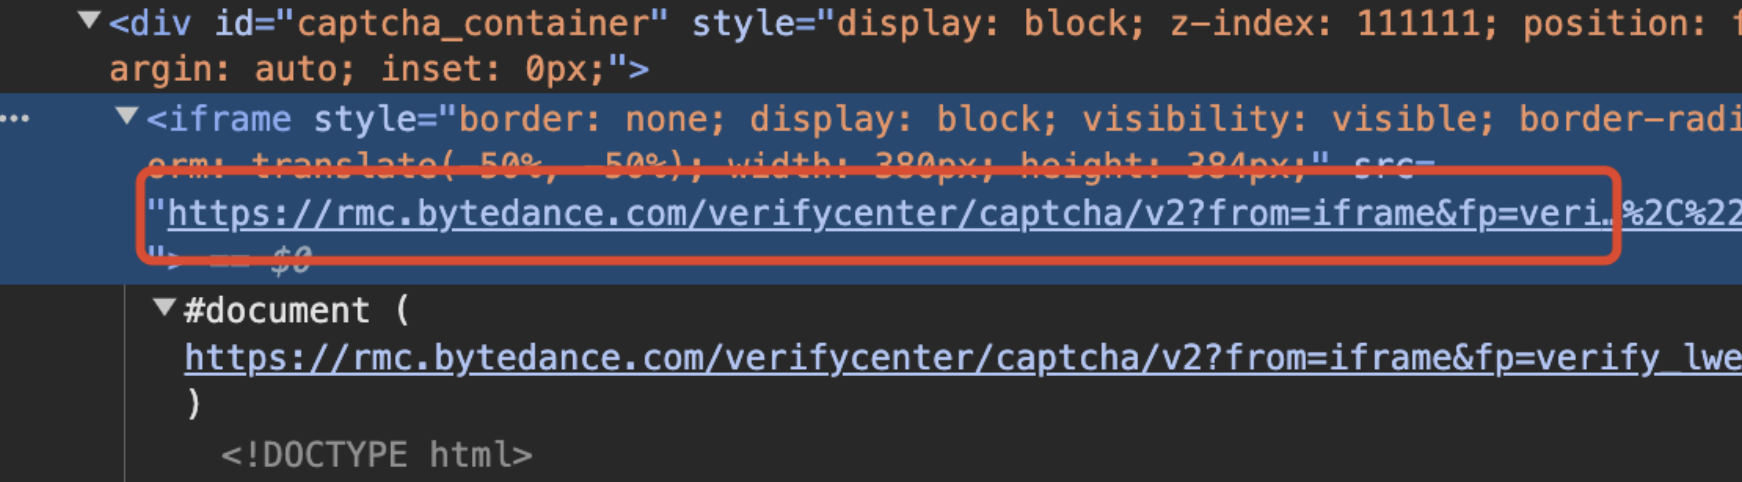 <div id="captcha_container" style="display: block; z-index: 111111; position: f
argin: auto; inset: 0px;">
<iframe style="border: none; display: block; visibility: visible; border-radi
orm: translate(-50%, -50%); width: 380px; height: 384px;" src=
"https://rmc.bytedance.com/verifycenter/captcha/v2?from=iframe&fp=veri…%2C%22
"> == $0
#document (
https://rmc.bytedance.com/verifycenter/captcha/v2?from=iframe&fp=verify_lwe
)
<!DOCTYPE html>